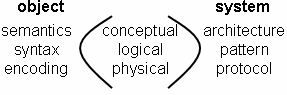 object system
semantics conceptual architecture
syntax logical pattern
encoding physical protocol